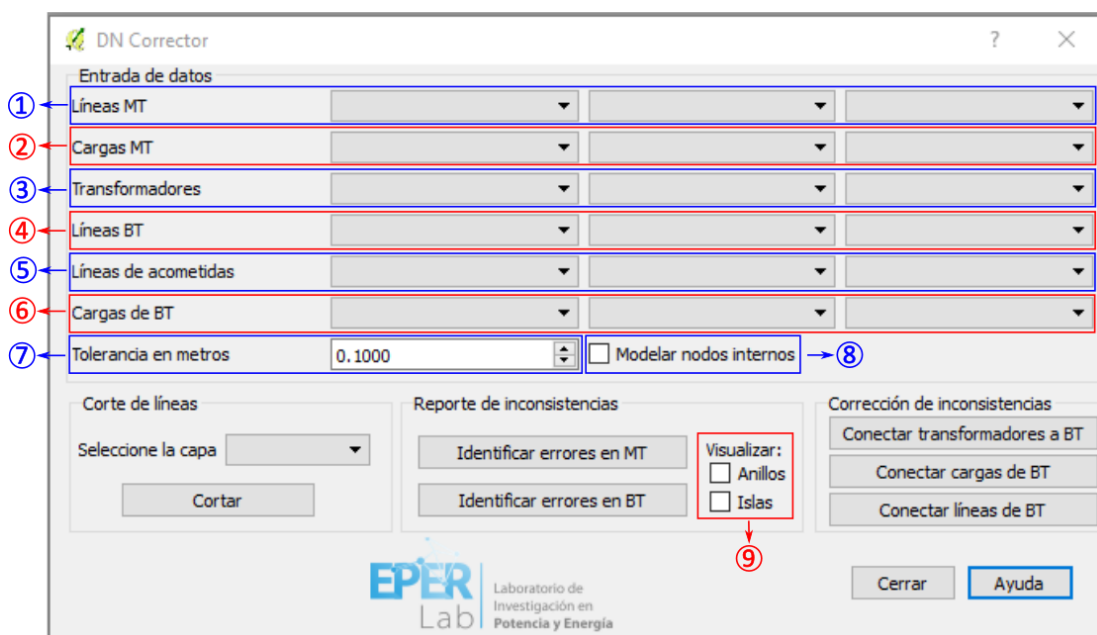 DN Corrector ? ×
Entrada de datos
① Líneas MT
② Cargas MT
③ Transformadores
④ Líneas BT
⑤ Líneas de acometidas
⑥ Cargas de BT
⑦ Tolerancia en metros 0.1000 Modelar nodos internos ⑧
Corte de líneas
Seleccione la capa
Cortar
Reporte de inconsistencias
Identificar errores en MT
Identificar errores en BT
Visualizar:
Anillos
Islas
⑨
Corrección de inconsistencias
Conectar transformadores a BT
Conectar cargas de BT
Conectar líneas de BT
EPER
Lab
Laboratorio de
Investigación en
Potencia y Energía
Cerrar Ayuda